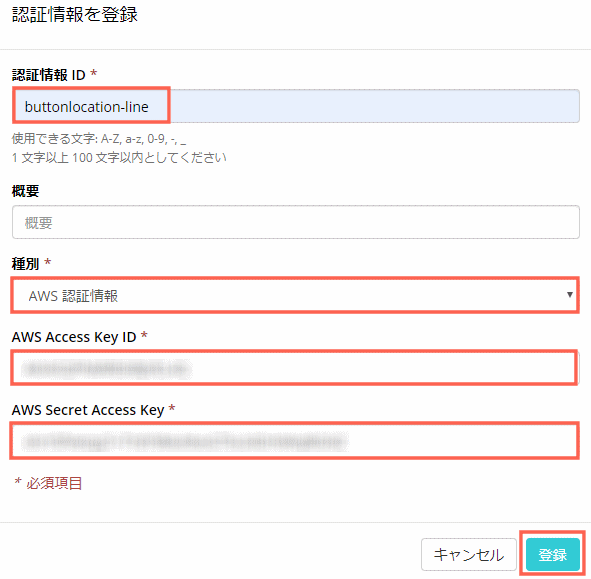 認証情報を登録
認証情報 ID *
buttonlocation-line
使用できる文字: A-Z, a-z, 0-9, -, _
1 文字以上 100 文字以内としてください
概要
概要
種別 *
AWS 認証情報
AWS Access Key ID *
AWS Secret Access Key *
* 必須項目
キャンセル 登録